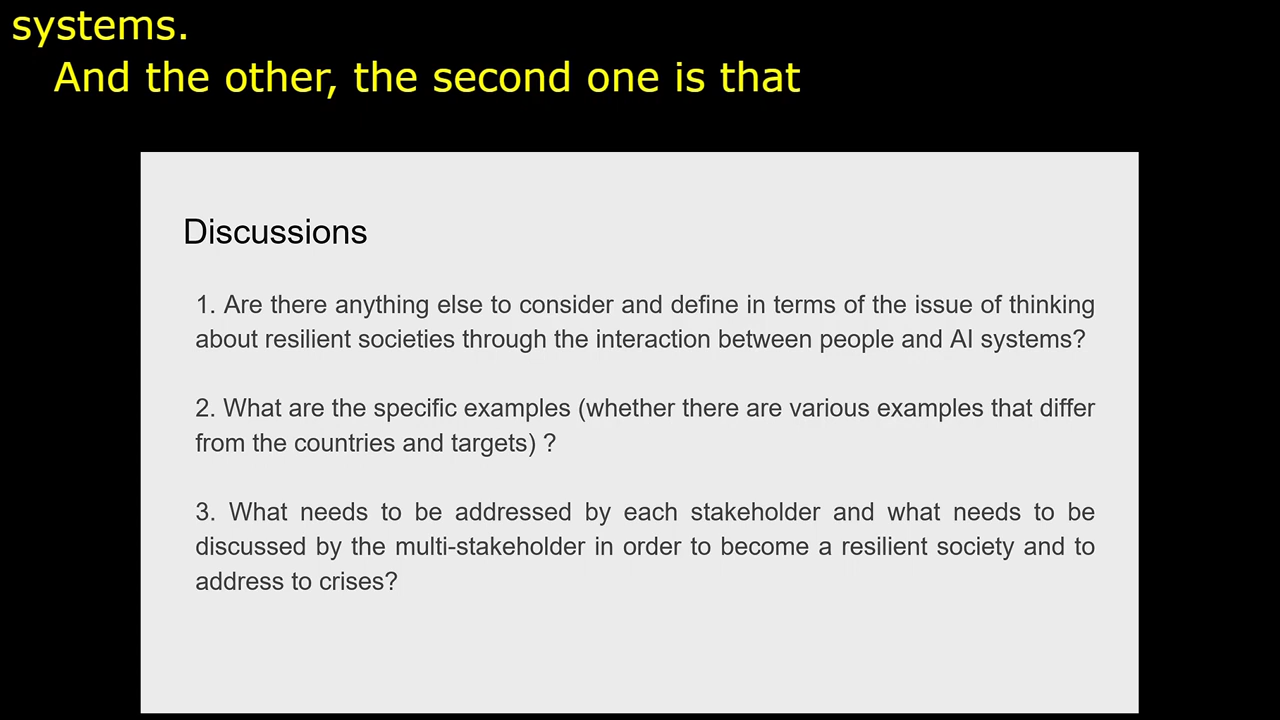 systems.
And the other, the second one is that
Discussions
1. Are there anything else to consider and define in terms of the issue of thinking
about resilient societies through the interaction between people and AI systems?
2. What are the specific examples (whether there are various examples that differ
from the countries and targets) ?
3. What needs to be addressed by each stakeholder and what needs to be
discussed by the multi-stakeholder in order to become a resilient society and to
address to crises?